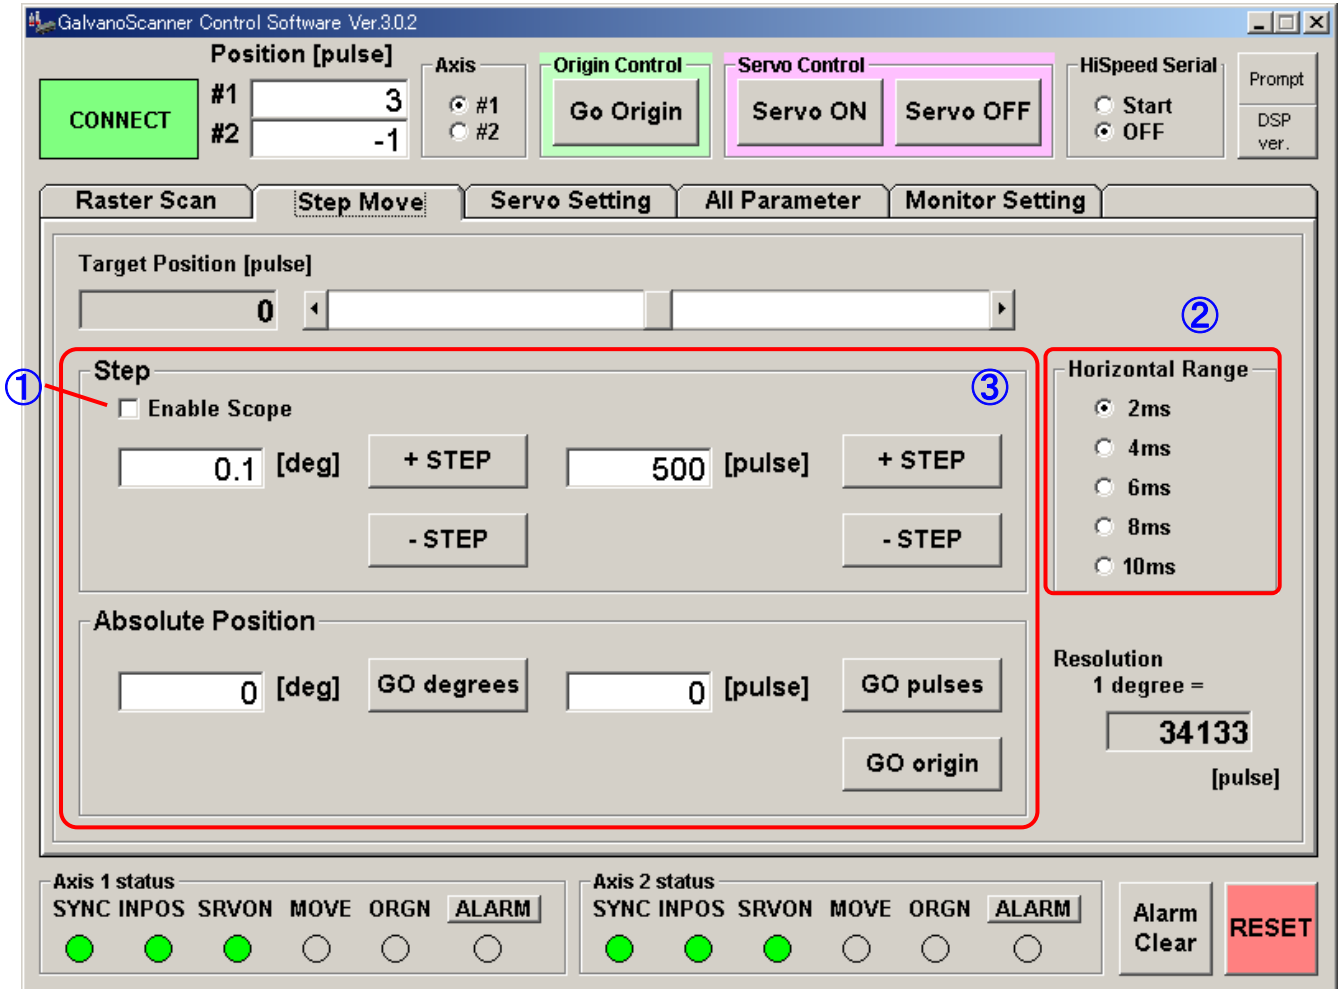 GalvanoScanner Control Software Ver.3.0.2
Position [pulse]
#1 3
#2 -1
CONNECT
Axis
#1
#2
Origin Control
Go Origin
Servo Control
Servo ON Servo OFF
HiSpeed Serial
Start
OFF
Prompt
DSP
ver.
Raster Scan Step Move Servo Setting All Parameter Monitor Setting
Target Position [pulse]
0
②
① ③
Step
Enable Scope
0.1 [deg] + STEP 500 [pulse] + STEP
- STEP - STEP
Horizontal Range
2ms
4ms
6ms
8ms
10ms
Absolute Position
0 [deg] GO degrees 0 [pulse] GO pulses
GO origin
Resolution
1 degree =
34133
[pulse]
Axis 1 status
SYNC INPOS SRVON MOVE ORGN ALARM
Axis 2 status
SYNC INPOS SRVON MOVE ORGN ALARM
Alarm
Clear
RESET